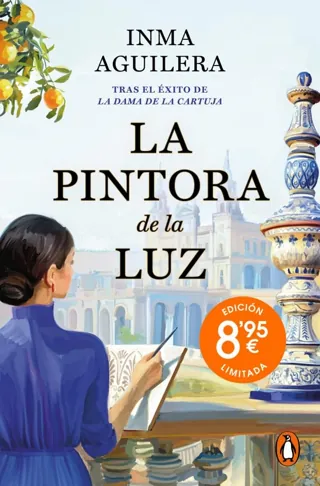 INMA
AGUILERA
TRAS EL ÉXITO DE
LA DAMA DE LA CARTUJA
LA
PINTORA
de la
LUZ
EDICIÓN
8'95
€
LIMITADA